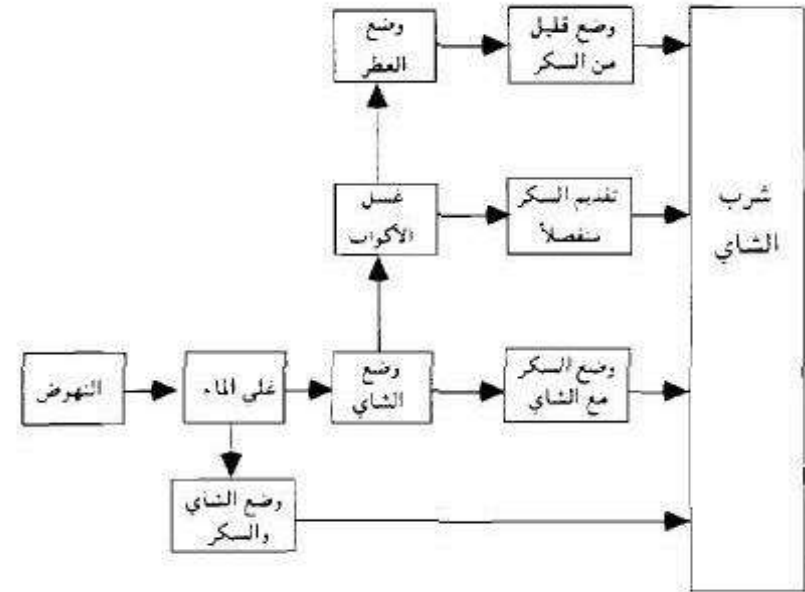 وضع
العطر
وضع قليل
من السكر
غسل
الأكواب
تقديم السكر
منفصلاً
شرب
الشاي
النهوض
غلي الماء
وضع
الشاي
وضع السكر
مع الشاي
وضع الشاي
والسكر